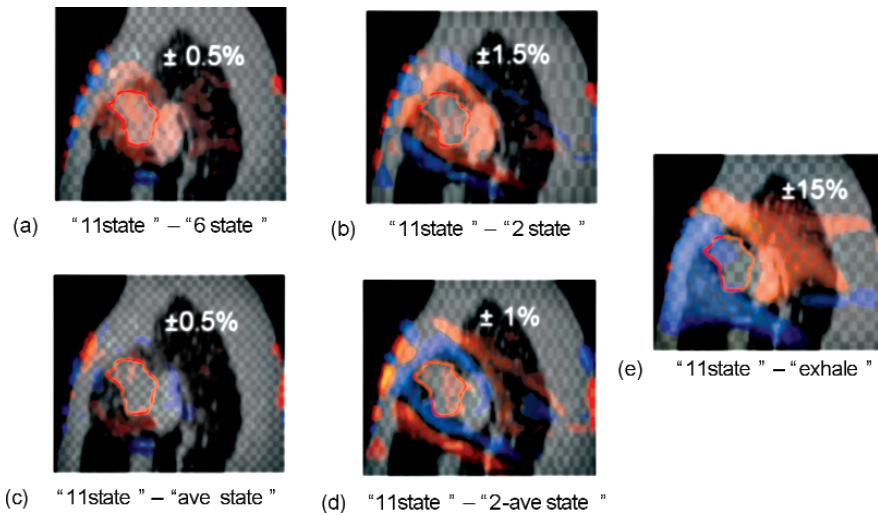 ± 0.5%
(a) "11state" – "6 state"
±1.5%
(b) "11state" – "2 state"
±15%
(e) "11state" – "exhale"
±0.5%
(c) "11state" – "ave state"
± 1%
(d) "11state" – "2-ave state"